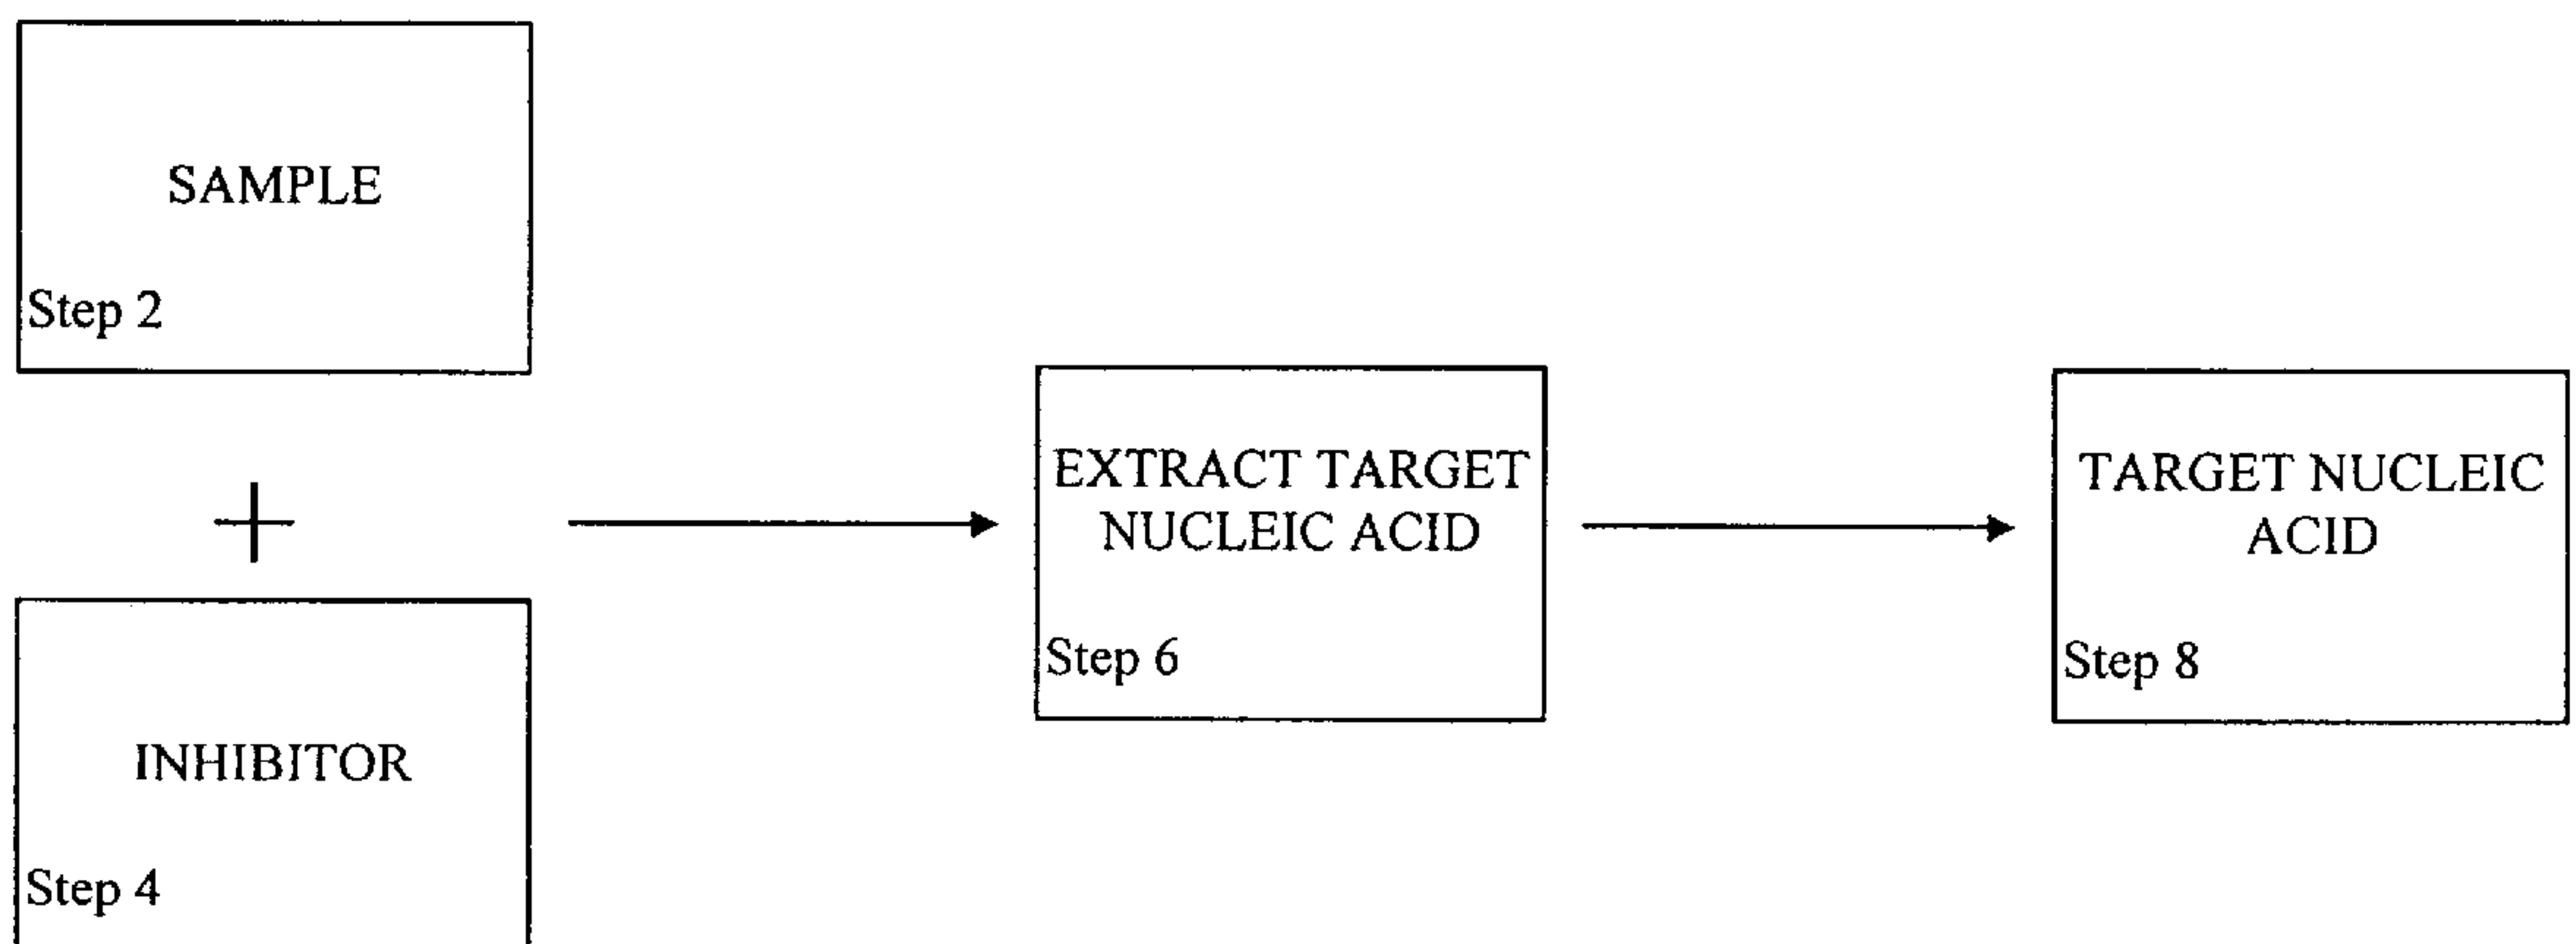 SAMPLE
Step 2
+
INHIBITOR
Step 4
EXTRACT TARGET
NUCLEIC ACID
Step 6
TARGET NUCLEIC
ACID
Step 8